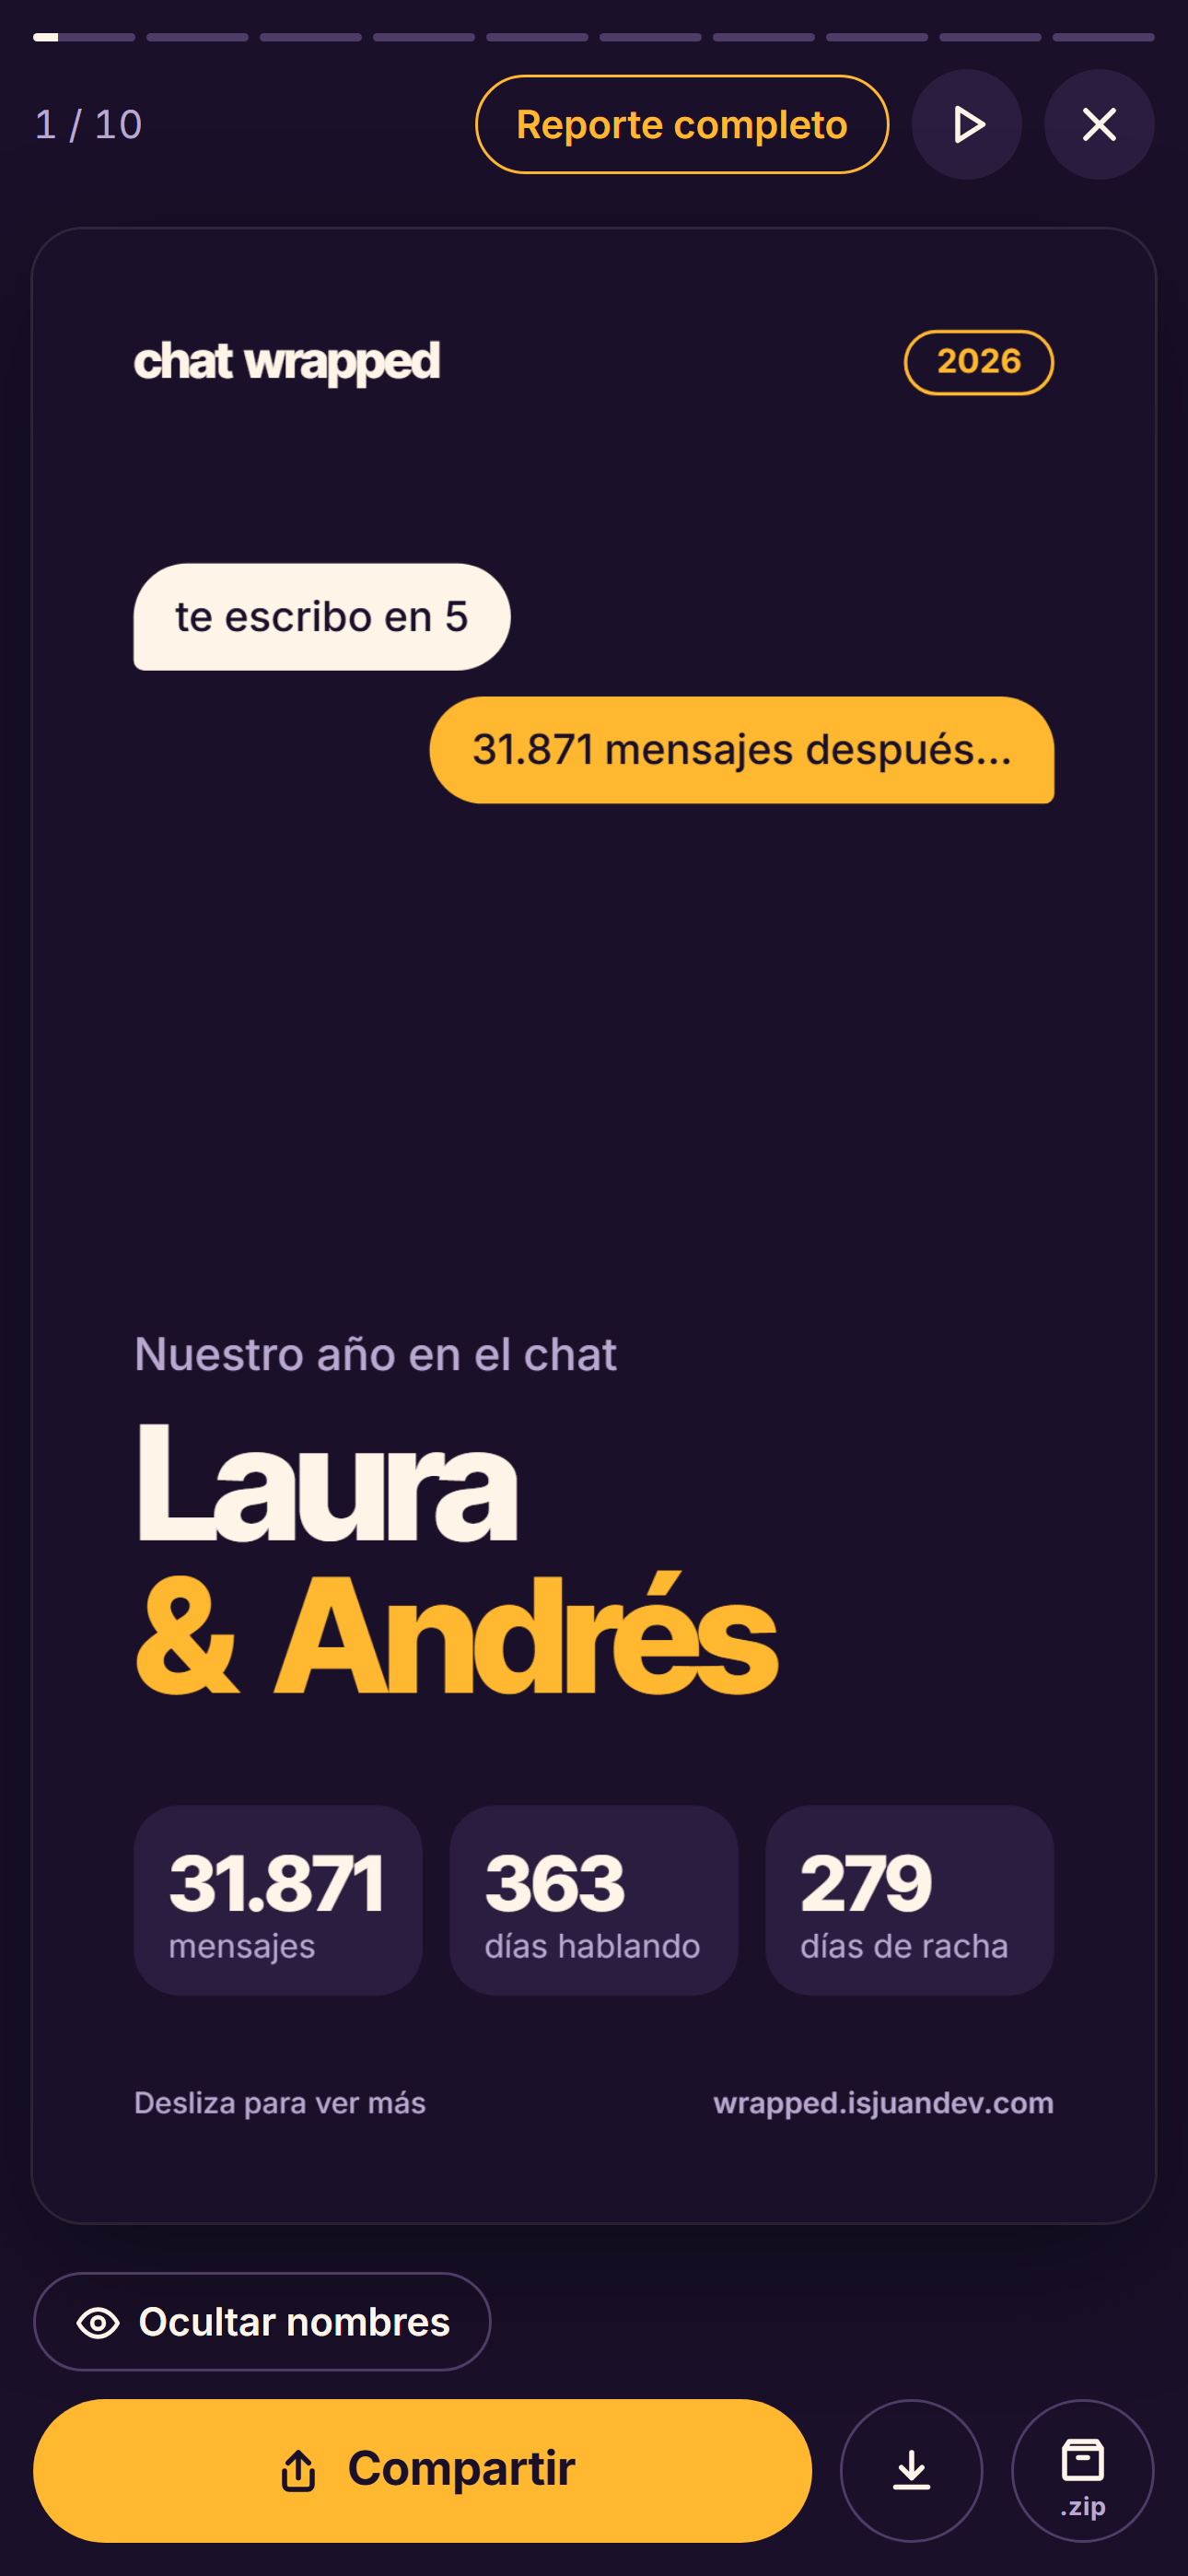 1 / 10
Reporte completo
chat wrapped
2026
te escribo en 5
31.871 mensajes después...
Nuestro año en el chat
Laura
& Andrés
31.871
mensajes
363
días hablando
279
días de racha
Desliza para ver más
wrapped.isjuandev.com
Ocultar nombres
Compartir
.zip